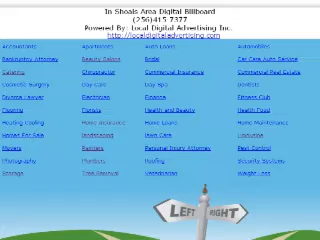 In Shoals Area Digital Billboard
(256)415-7377
Powered By: Local Digital Advertising Inc.
http://localdigitaladvertising.com
Accountants Apartments Auto Loans Automotives
Bankruptcy Attorney Beauty Salons Bridal Car Care Auto Service
Catering Chiropractor Commercial Insurance Commercial Real Estate
Cosmetic Surgery Day Care Day Spa Dentists
Divorce Lawyer Electrician Finance Fitness Club
Flooring Florists Health and Beauty Health Food
Heating Cooling Home Insurance Home Loans Home Maintenance
Homes For Sale landscaping lawn Care
Movers Painters Personal Injury Attorney Pest Control
Photography Plumbers Roofing Security Systems
Storage Tree Removal Veterinarian Weight Loss
LEFT RIGHT